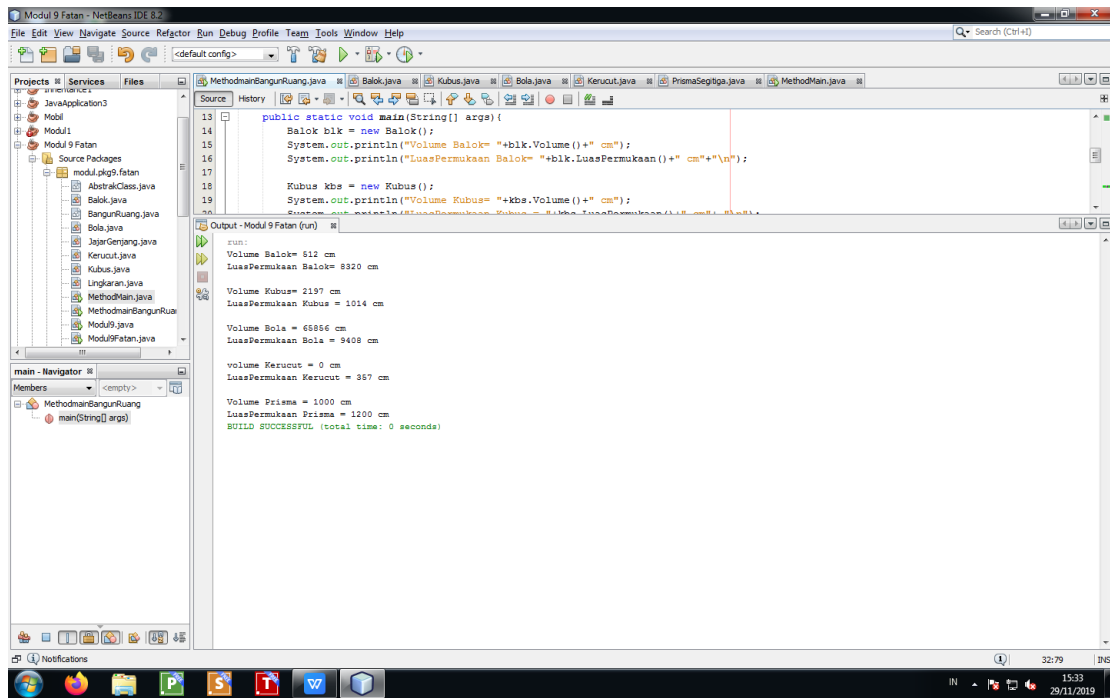 Modul 9 Fatan - NetBeans IDE 8.2
File Edit View Navigate Source Refactor Run Debug Profile Team Tools Window Help
Search (Ctrl+I)
<default config>
Projects Services Files
MethodmainBangunRuang.java Balok.java Kubus.java Bola.java Kerucut.java PrismaSegitiga.java MethodMain.java
Source History
JavaApplication3
Mobil
Modul1
Modul 9 Fatan
Source Packages
modul.pkg9.fatan
AbstrakClass.java
Balok.java
BangunRuang.java
Bola.java
JajarGenjang.java
Kerucut.java
Kubus.java
Lingkaran.java
MethodMain.java
MethodmainBangunRuan
Modul9.java
Modul9Fatan.java
13 public static void main(String[] args){
14 Balok blk = new Balok();
15 System.out.println("Volume Balok= "+blk.Volume()+" cm");
16 System.out.println("LuasPermukaan Balok= "+blk.LuasPermukaan()+" cm"+"\n");
17
18 Kubus kbs = new Kubus();
19 System.out.println("Volume Kubus= "+kbs.Volume()+" cm");
20 System.out.println("LuasPermukaan Kubus = "+kbs.LuasPermukaan()+" cm"+ "\n");
Output - Modul 9 Fatan (run)
run:
Volume Balok= 512 cm
LuasPermukaan Balok= 8320 cm
Volume Kubus= 2197 cm
LuasPermukaan Kubus = 1014 cm
Volume Bola = 65856 cm
LuasPermukaan Bola = 9408 cm
volume Kerucut = 0 cm
LuasPermukaan Kerucut = 357 cm
Volume Prisma = 1000 cm
LuasPermukaan Prisma = 1200 cm
BUILD SUCCESSFUL (total time: 0 seconds)
main - Navigator
Members <empty>
MethodmainBangunRuang
main(String[] args)
Notifications
32:79 INS
IN
15:33
29/11/2019